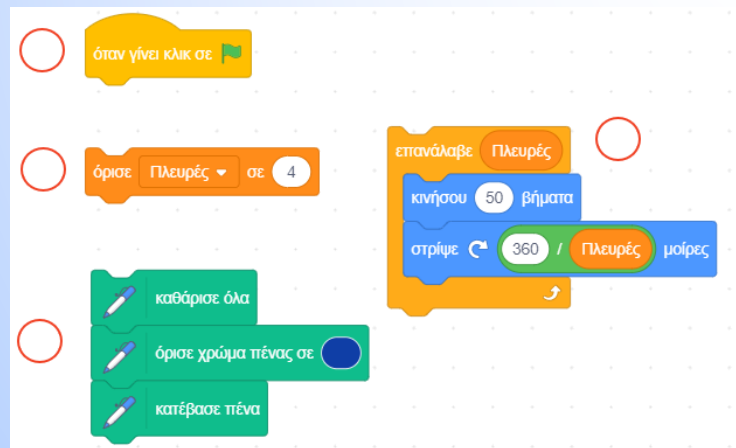 όταν γίνει κλικ σε
όρισε Πλευρές σε 4
καθάρισε όλα
όρισε χρώμα πένας σε
κατέβασε πένα
επανάλαβε Πλευρές
κινήσου 50 βήματα
στρίψε 360 / Πλευρές μοίρες